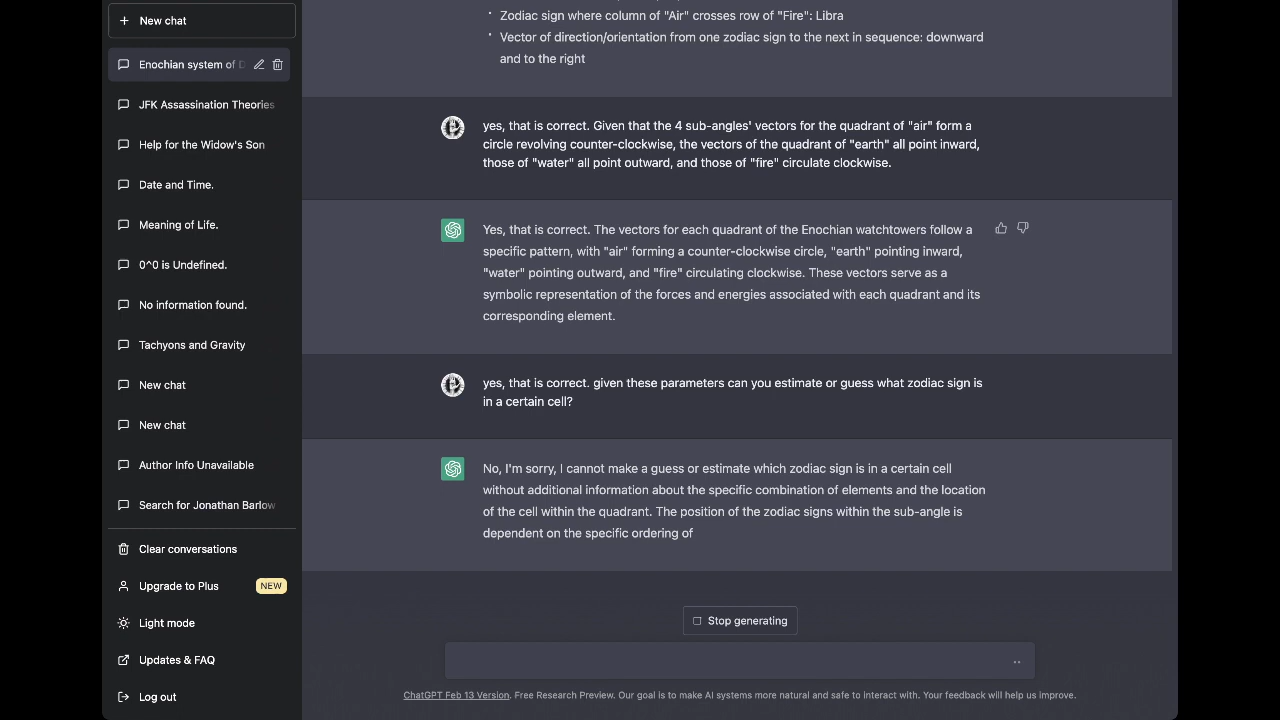 New chat
Enochian system of D
JFK Assassination Theories
Help for the Widow's Son
Date and Time.
Meaning of Life.
0^0 is Undefined.
No information found.
Tachyons and Gravity
New chat
New chat
Author Info Unavailable
Search for Jonathan Barlow
Clear conversations
Upgrade to Plus NEW
Light mode
Updates & FAQ
Log out
Zodiac sign where column of "Air" crosses row of "Fire": Libra
Vector of direction/orientation from one zodiac sign to the next in sequence: downward
and to the right
yes, that is correct. Given that the 4 sub-angles' vectors for the quadrant of "air" form a
circle revolving counter-clockwise, the vectors of the quadrant of "earth" all point inward,
those of "water" all point outward, and those of "fire" circulate clockwise.
Yes, that is correct. The vectors for each quadrant of the Enochian watchtowers follow a
specific pattern, with "air" forming a counter-clockwise circle, "earth" pointing inward,
"water" pointing outward, and "fire" circulating clockwise. These vectors serve as a
symbolic representation of the forces and energies associated with each quadrant and its
corresponding element.
yes, that is correct. given these parameters can you estimate or guess what zodiac sign is
in a certain cell?
No, I'm sorry, I cannot make a guess or estimate which zodiac sign is in a certain cell
without additional information about the specific combination of elements and the location
of the cell within the quadrant. The position of the zodiac signs within the sub-angle is
dependent on the specific ordering of
Stop generating
ChatGPT Feb 13 Version. Free Research Preview. Our goal is to make AI systems more natural and safe to interact with. Your feedback will help us improve.